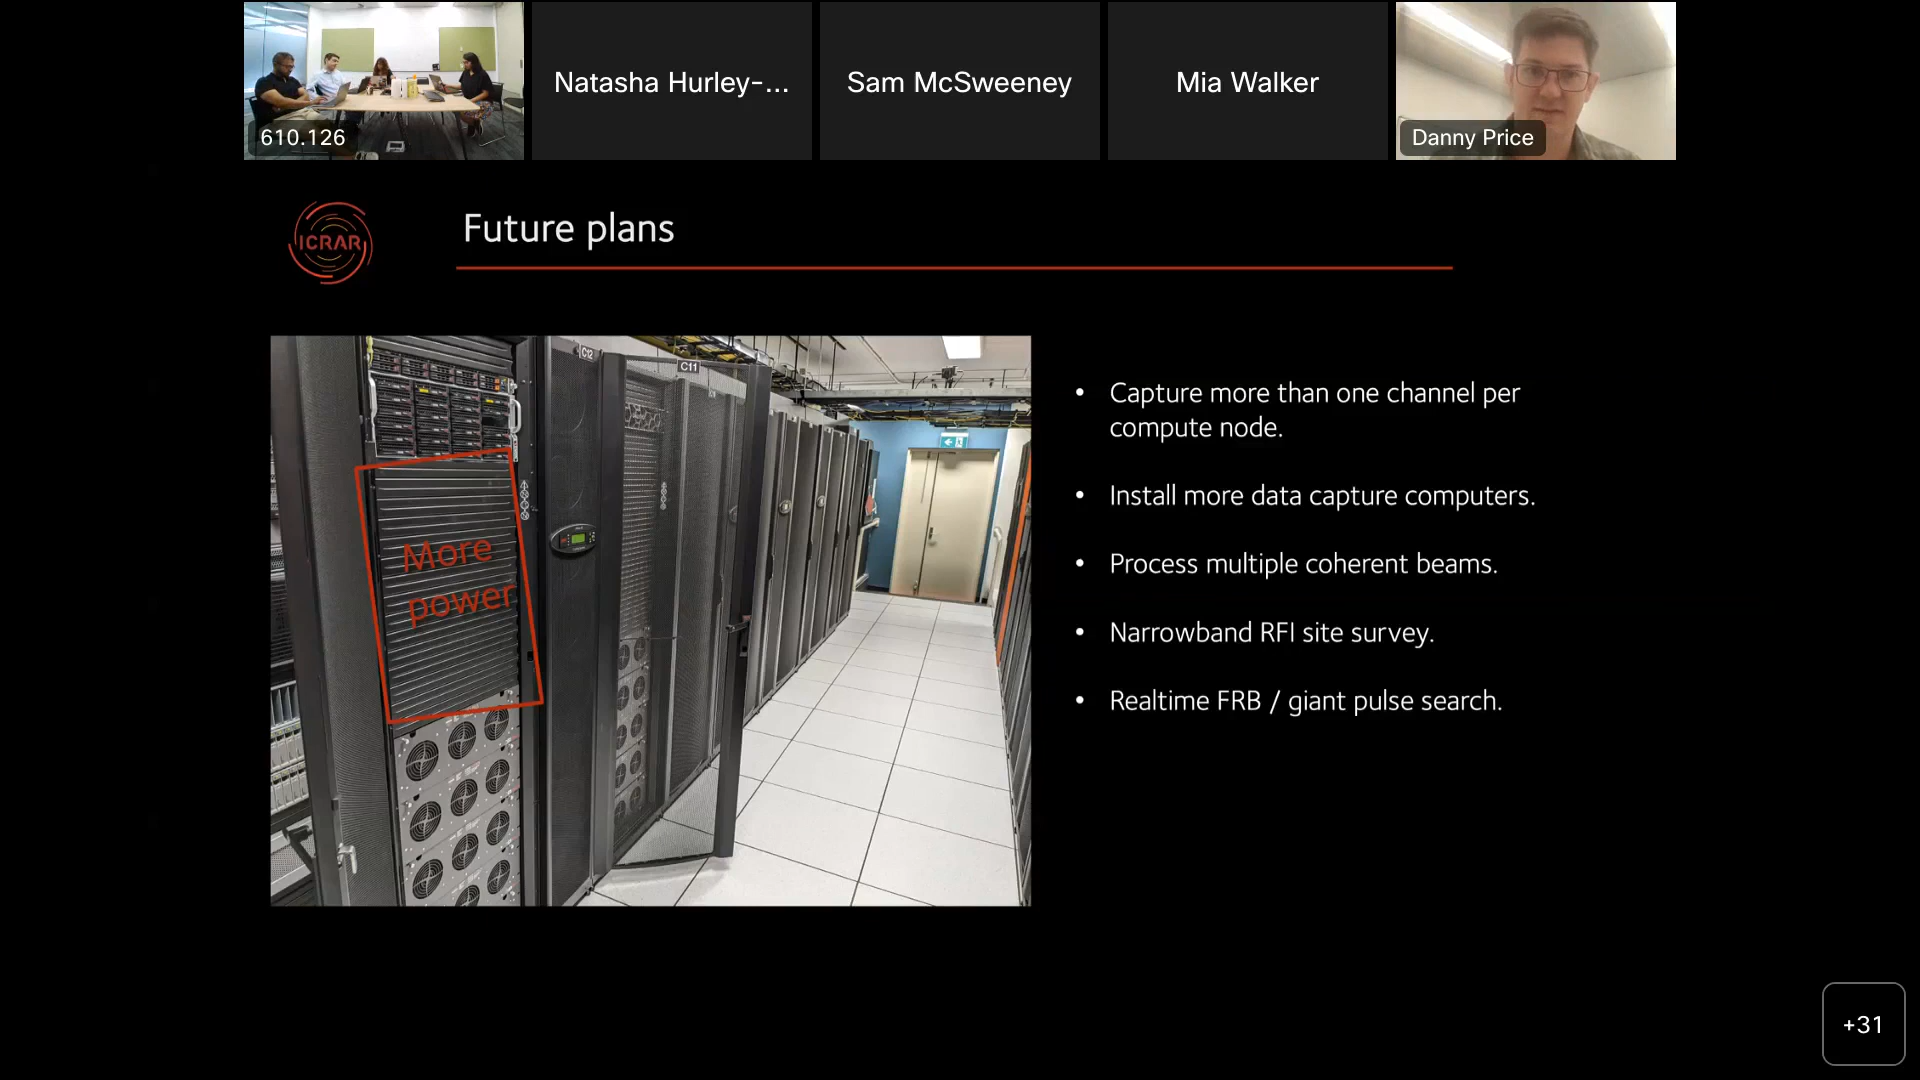 Natasha Hurley-...
Sam McSweeney
Mia Walker
610.126
Danny Price
ICRAR
Future plans
C12
C11
More
power
• Capture more than one channel per
compute node.
• Install more data capture computers.
• Process multiple coherent beams.
• Narrowband RFI site survey.
• Realtime FRB / giant pulse search.
+31